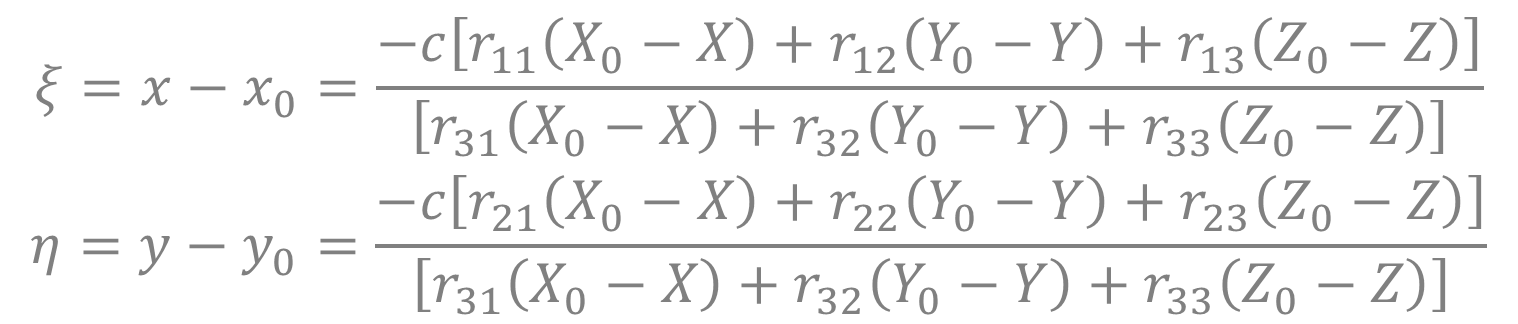 ξ = x − x₀ = −c[r₁₁(X₀ − X) + r₁₂(Y₀ − Y) + r₁₃(Z₀ − Z)] / [r₃₁(X₀ − X) + r₃₂(Y₀ − Y) + r₃₃(Z₀ − Z)]
η = y − y₀ = −c[r₂₁(X₀ − X) + r₂₂(Y₀ − Y) + r₂₃(Z₀ − Z)] / [r₃₁(X₀ − X) + r₃₂(Y₀ − Y) + r₃₃(Z₀ − Z)]